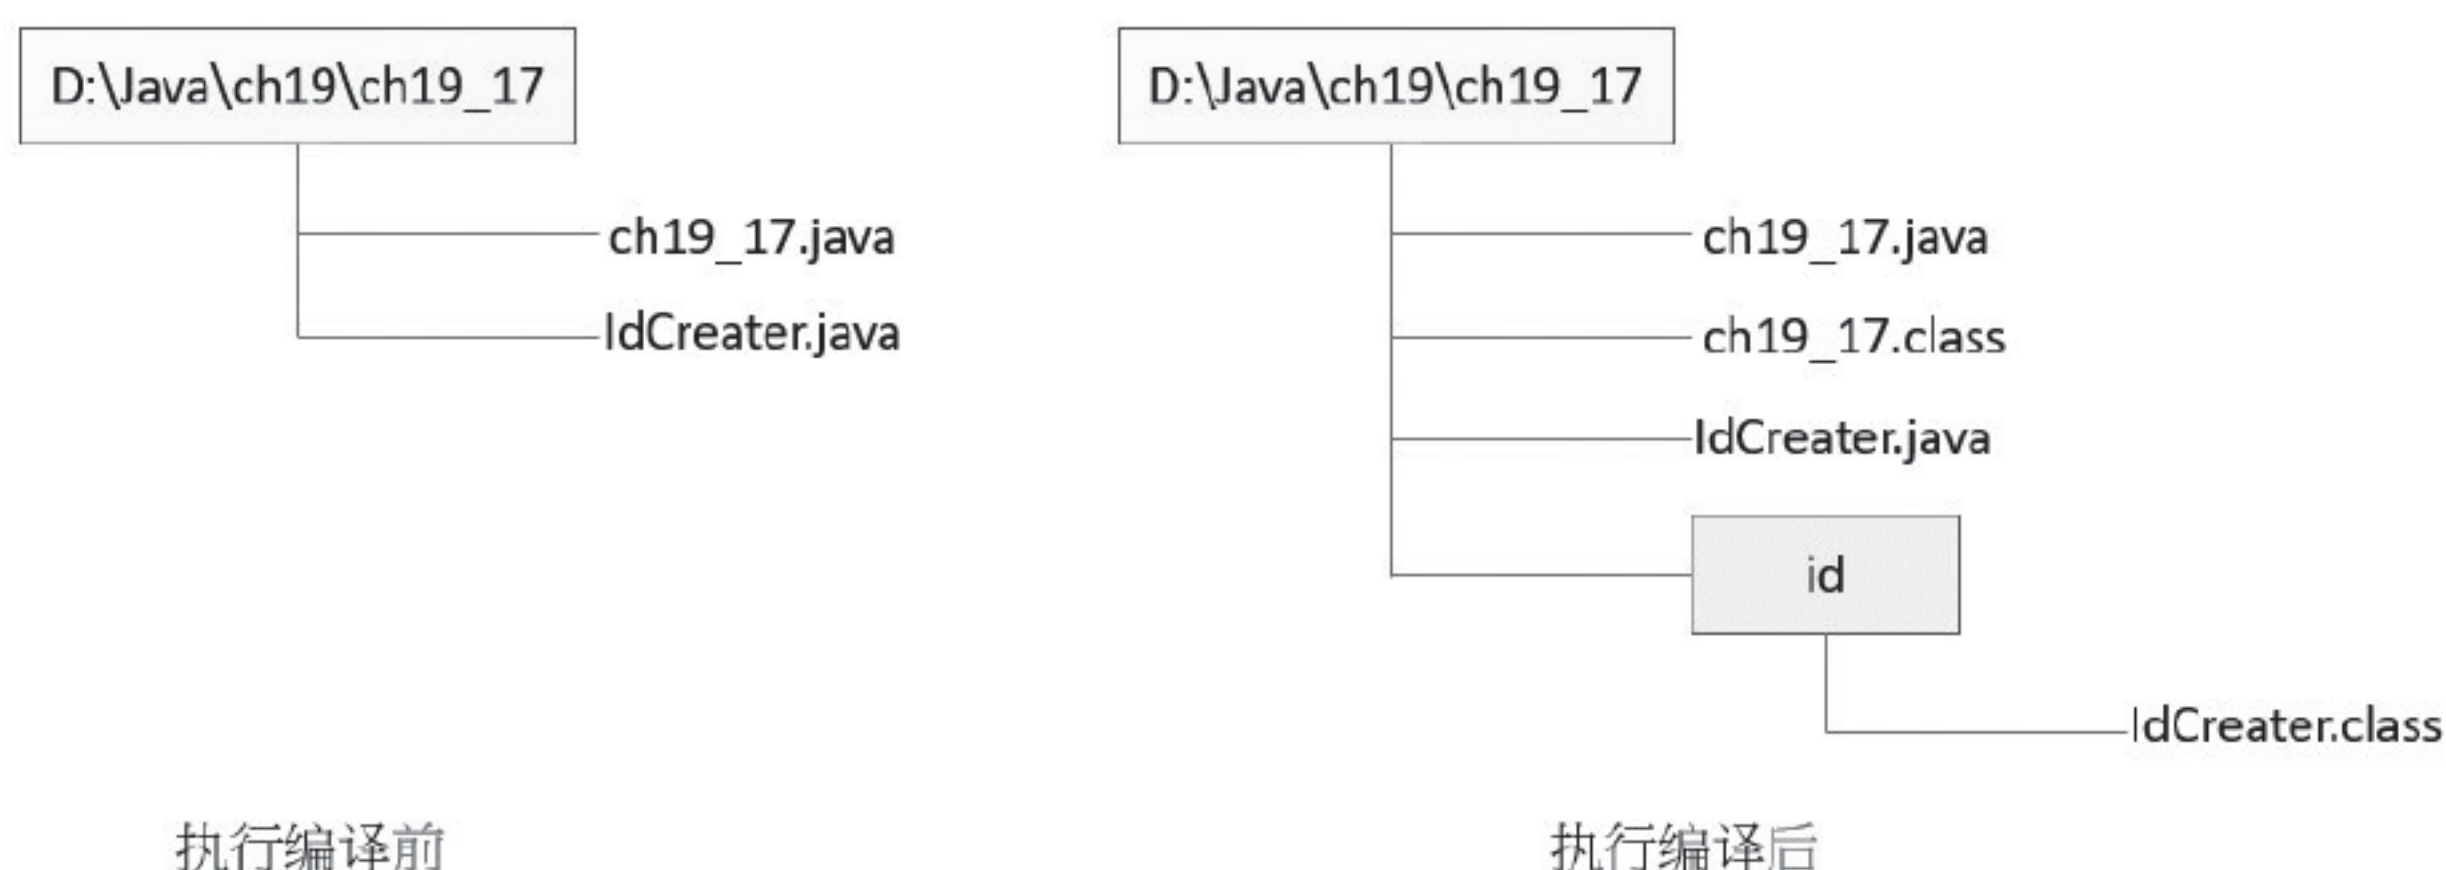 D:\Java\ch19\ch19_17
ch19_17.java
IdCreater.java
执行编译前
D:\Java\ch19\ch19_17
ch19_17.java
ch19_17.class
IdCreater.java
id
IdCreater.class
执行编译后